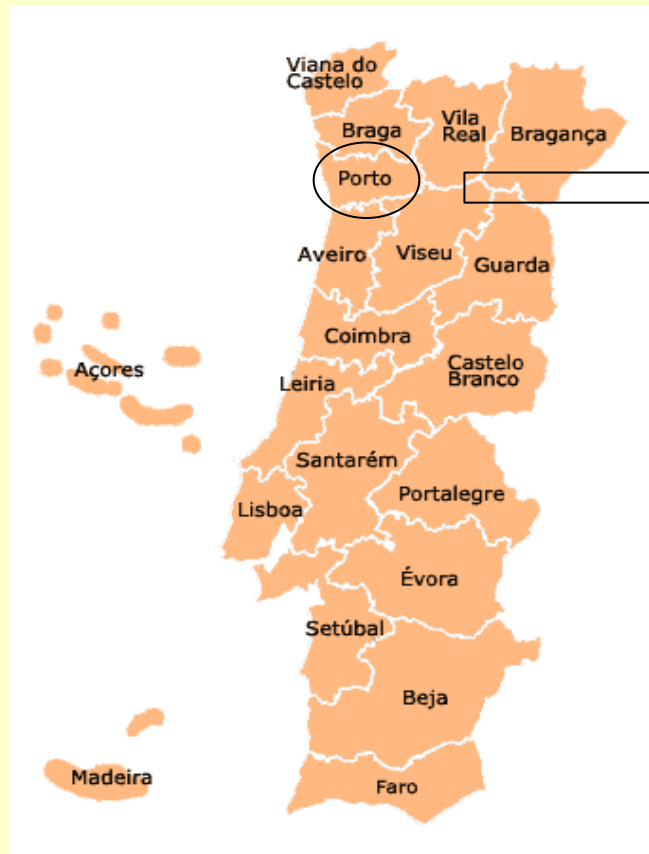 Viana do
Castelo
Braga
Vila
Real
Bragança
Porto
Aveiro
Viseu
Guarda
Coimbra
Açores
Leiria
Castelo
Branco
Santarém
Lisboa
Portalegre
Évora
Setúbal
Beja
Madeira
Faro